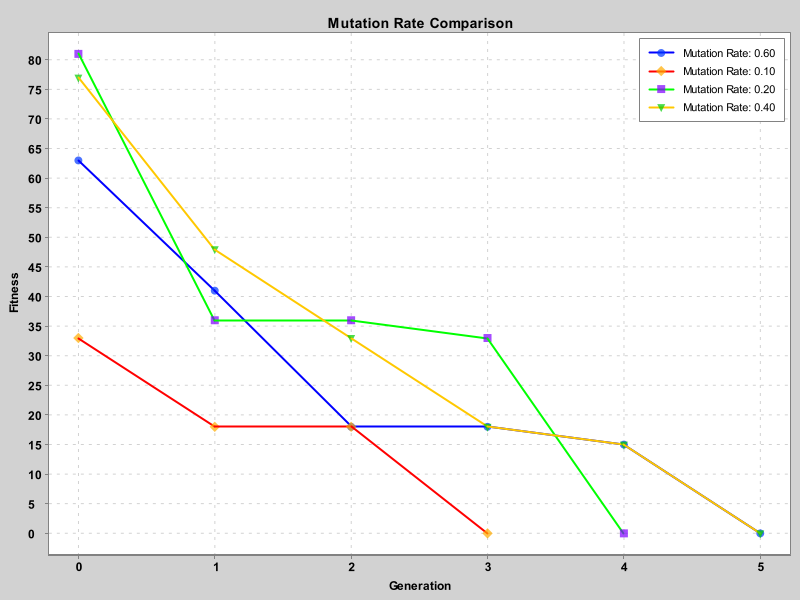 Mutation Rate Comparison
Mutation Rate: 0.60
Mutation Rate: 0.10
Mutation Rate: 0.20
Mutation Rate: 0.40
Fitness
80
75
70
65
60
55
50
45
40
35
30
25
20
15
10
5
0
0 1 2 3 4 5
Generation